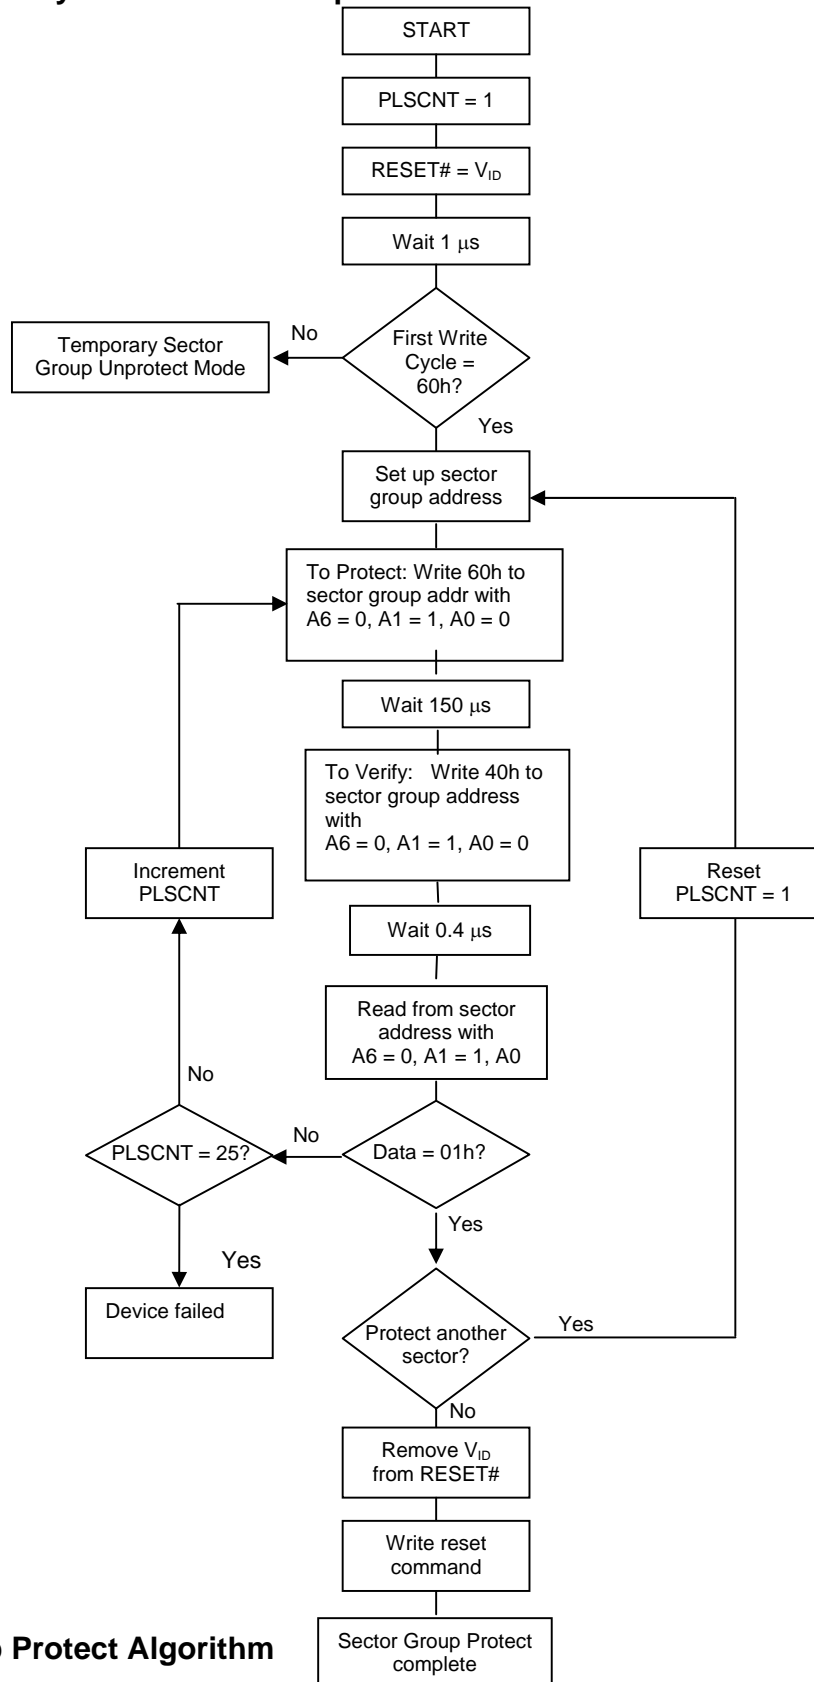 START
PLSCNT = 1
RESET# = VID
Wait 1 μs
First Write
Cycle =
60h?
No
Temporary Sector
Group Unprotect Mode
Yes
Set up sector
group address
To Protect: Write 60h to
sector group addr with
A6 = 0, A1 = 1, A0 = 0
Wait 150 μs
To Verify: Write 40h to
sector group address
with
A6 = 0, A1 = 1, A0 = 0
Increment
PLSCNT
Reset
PLSCNT = 1
Wait 0.4 μs
Read from sector
address with
A6 = 0, A1 = 1, A0
No
PLSCNT = 25?
No
Data = 01h?
Yes
Yes
Device failed
Protect another
sector?
Yes
No
Remove VID
from RESET#
Write reset
command
Protect Algorithm
Sector Group Protect
complete